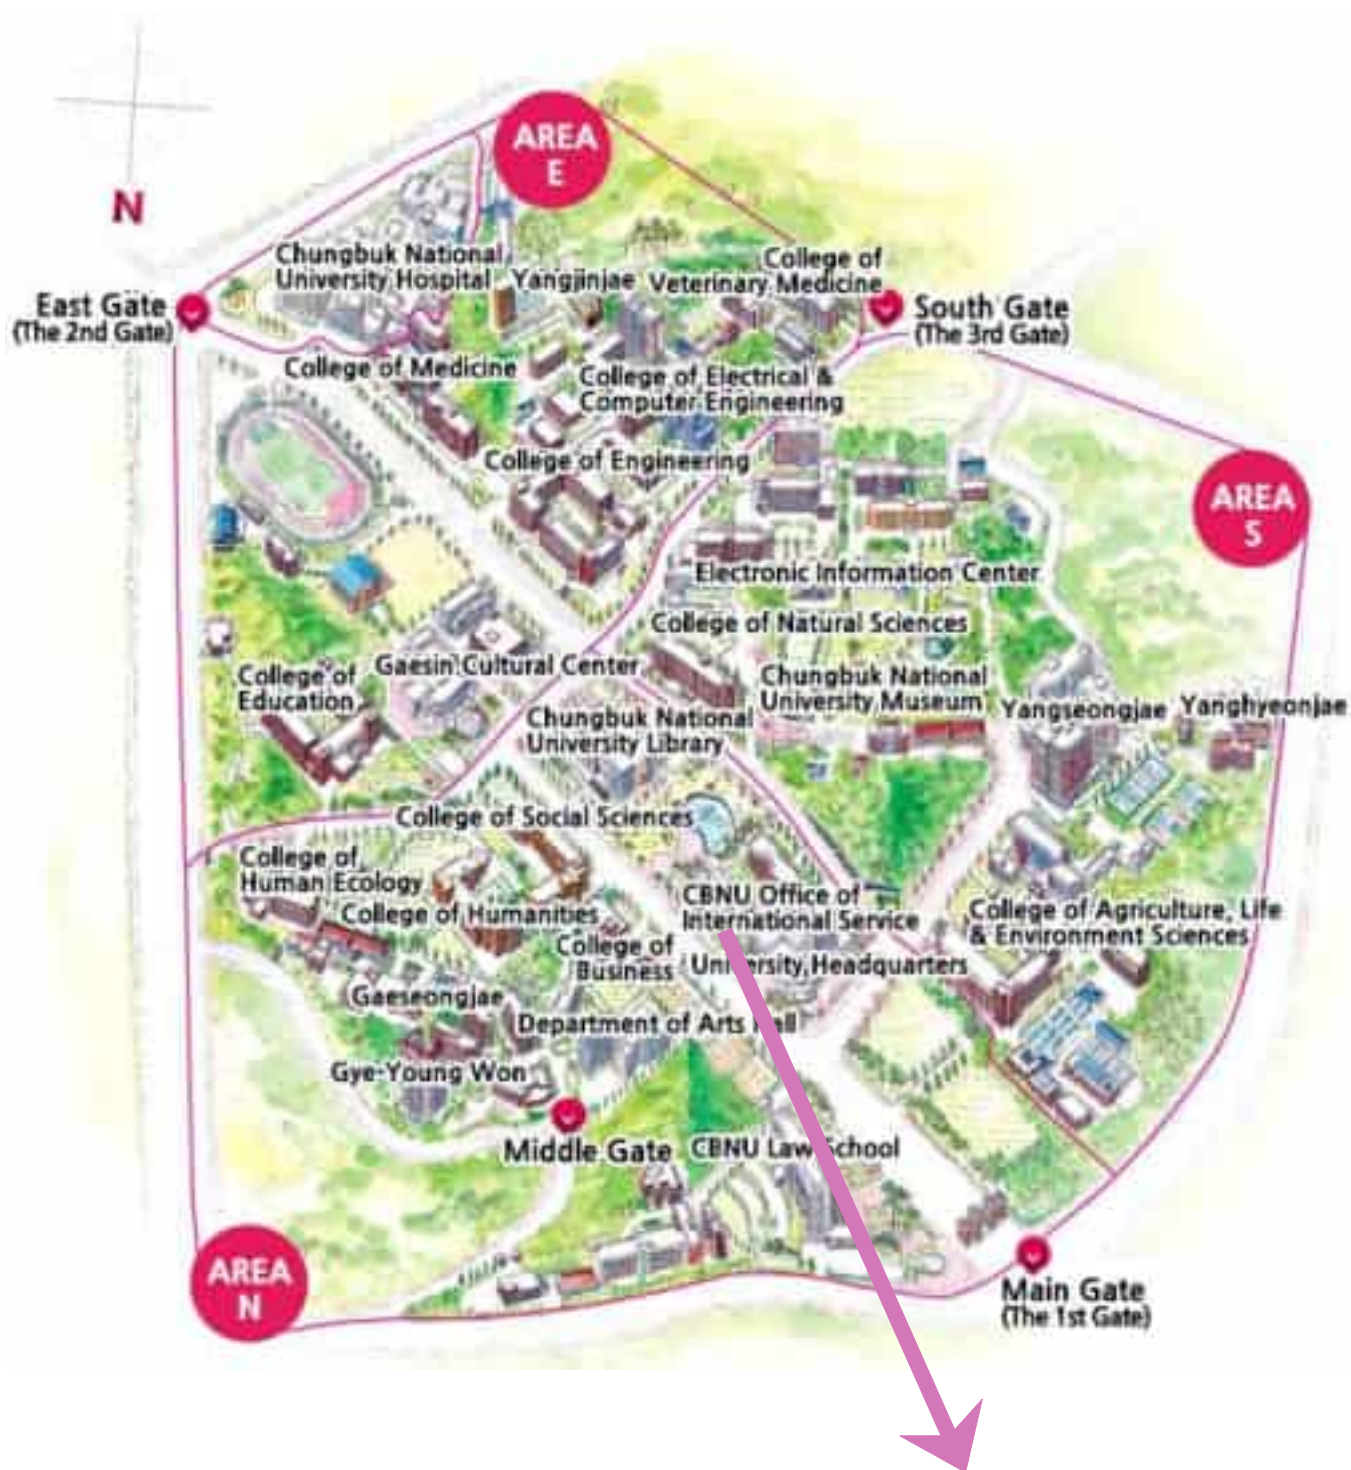 AREA
E
N
Chungbuk National
University Hospital
Yangjinjae
College of
Veterinary Medicine
East Gate
(The 2nd Gate)
South Gate
(The 3rd Gate)
College of Medicine
College of Electrical &
Computer Engineering
College of Engineering
AREA
S
Electronic Information Center
College of Natural Sciences
Gaesin Cultural Center
College of
Education
Chungbuk National
University Museum
Yangseongjae
Yanghyeonjae
Chungbuk National
University Library
College of Social Sciences
College of
Human Ecology
CBNU Office of
International Service
College of Humanities
College of Agriculture, Life
& Environment Sciences
College of
Business
University Headquarters
Gaeseongjae
Department of Arts Hall
Gye-Young Won
Middle Gate
CBNU Law School
AREA
N
Main Gate
(The 1st Gate)